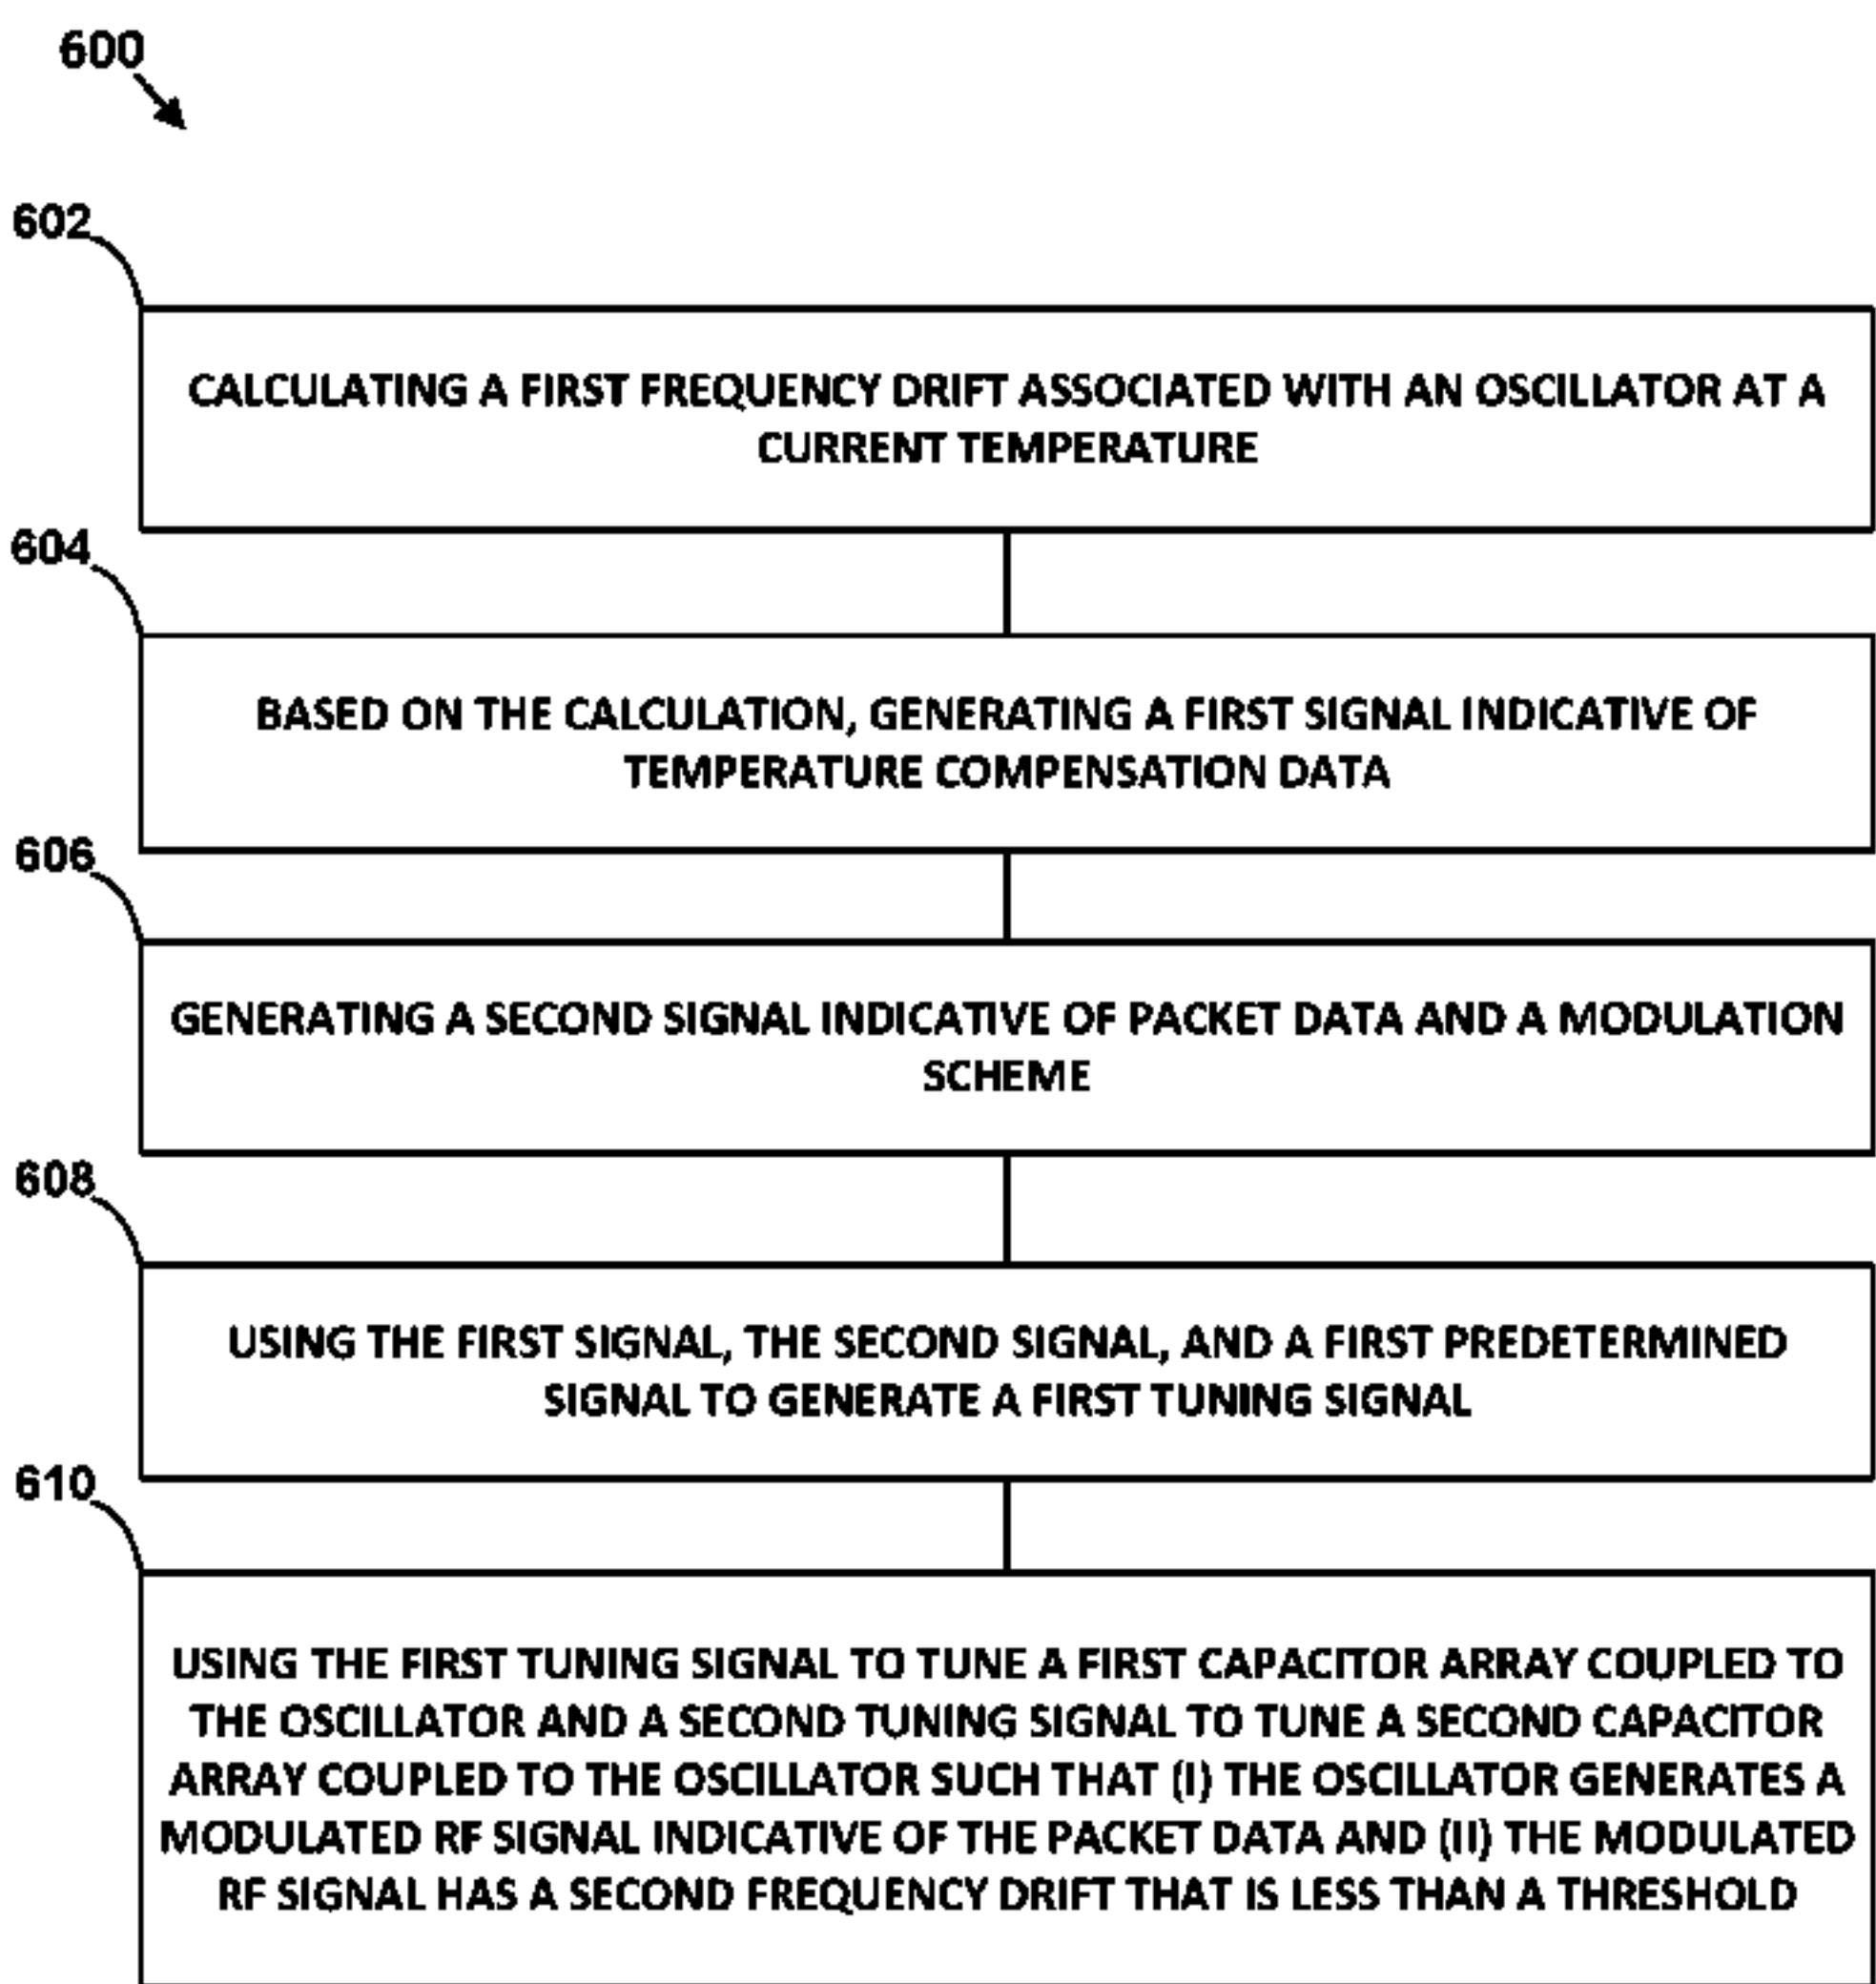 600
602
CALCULATING A FIRST FREQUENCY DRIFT ASSOCIATED WITH AN OSCILLATOR AT A
CURRENT TEMPERATURE
604
BASED ON THE CALCULATION, GENERATING A FIRST SIGNAL INDICATIVE OF
TEMPERATURE COMPENSATION DATA
606
GENERATING A SECOND SIGNAL INDICATIVE OF PACKET DATA AND A MODULATION
SCHEME
608
USING THE FIRST SIGNAL, THE SECOND SIGNAL, AND A FIRST PREDETERMINED
SIGNAL TO GENERATE A FIRST TUNING SIGNAL
610
USING THE FIRST TUNING SIGNAL TO TUNE A FIRST CAPACITOR ARRAY COUPLED TO
THE OSCILLATOR AND A SECOND TUNING SIGNAL TO TUNE A SECOND CAPACITOR
ARRAY COUPLED TO THE OSCILLATOR SUCH THAT (I) THE OSCILLATOR GENERATES A
MODULATED RF SIGNAL INDICATIVE OF THE PACKET DATA AND (II) THE MODULATED
RF SIGNAL HAS A SECOND FREQUENCY DRIFT THAT IS LESS THAN A THRESHOLD